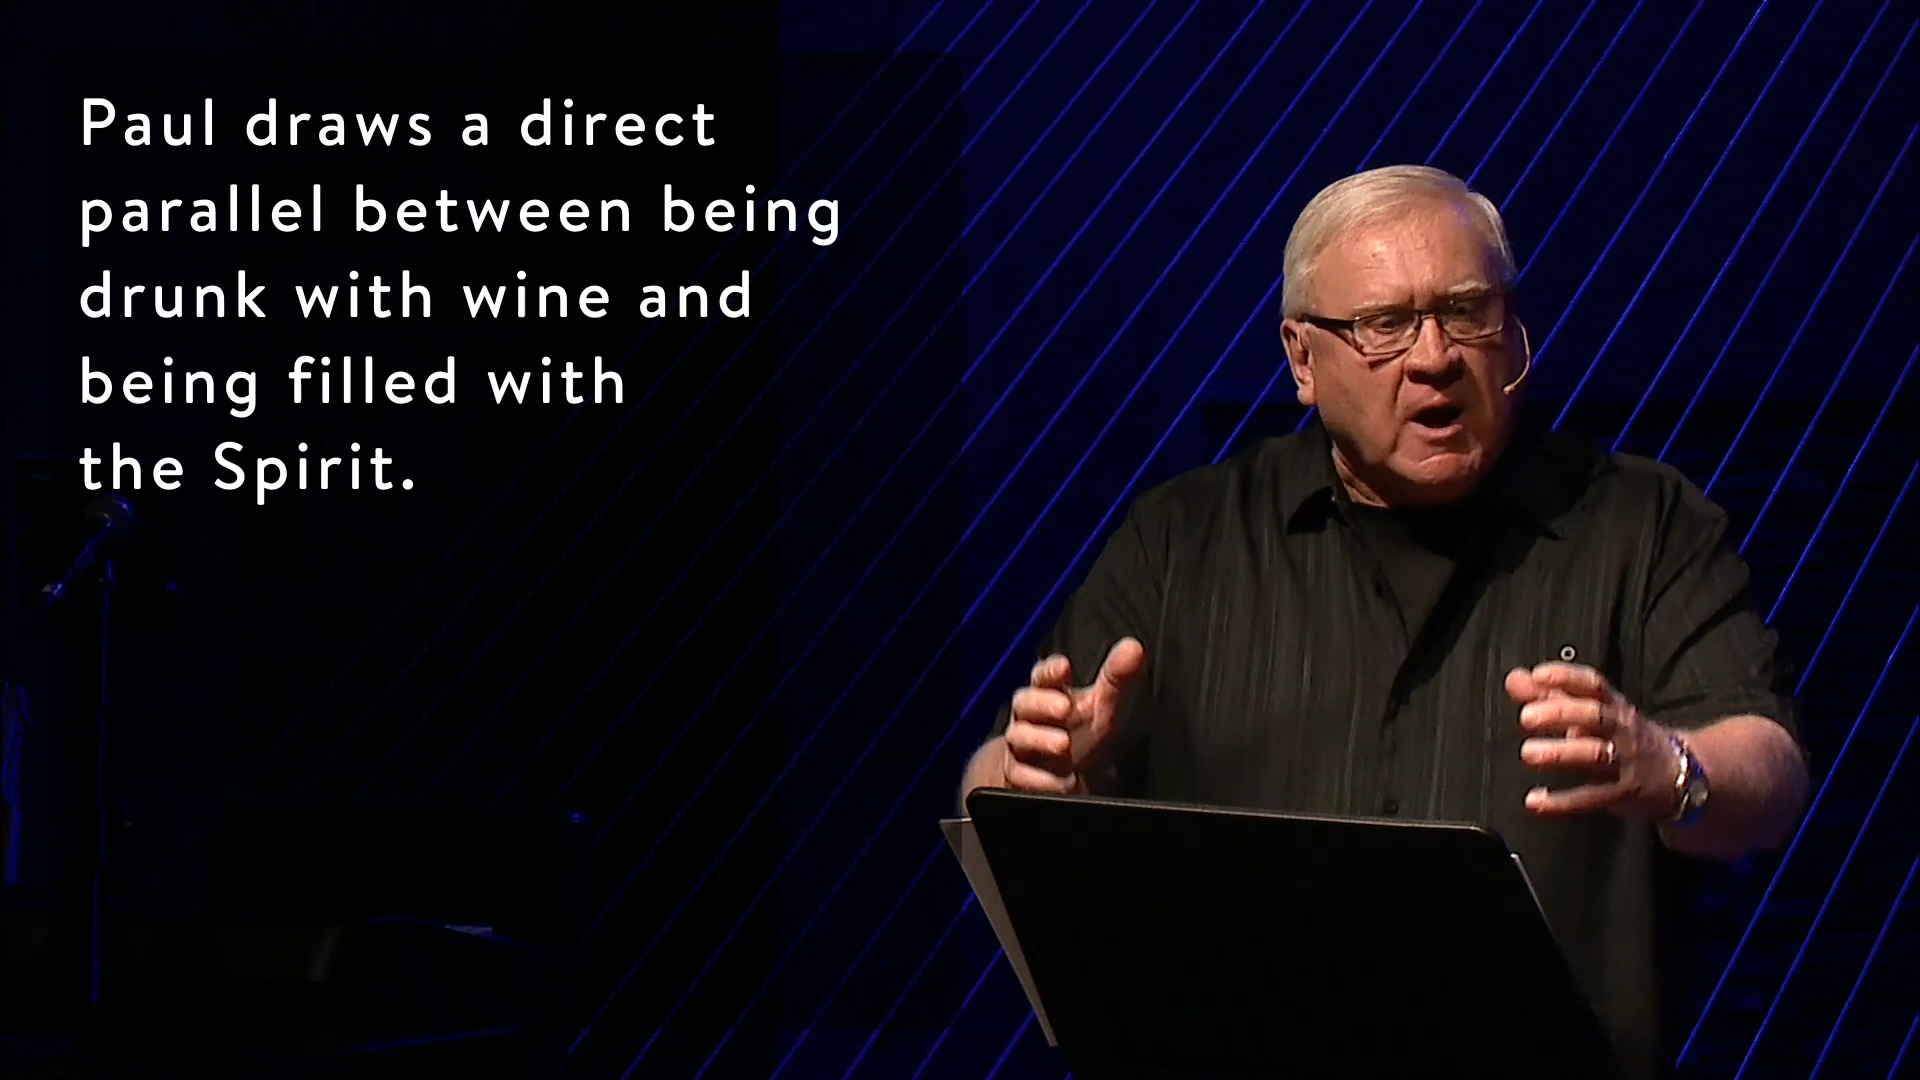 Paul draws a direct
parallel between being
drunk with wine and
being filled with
the Spirit.